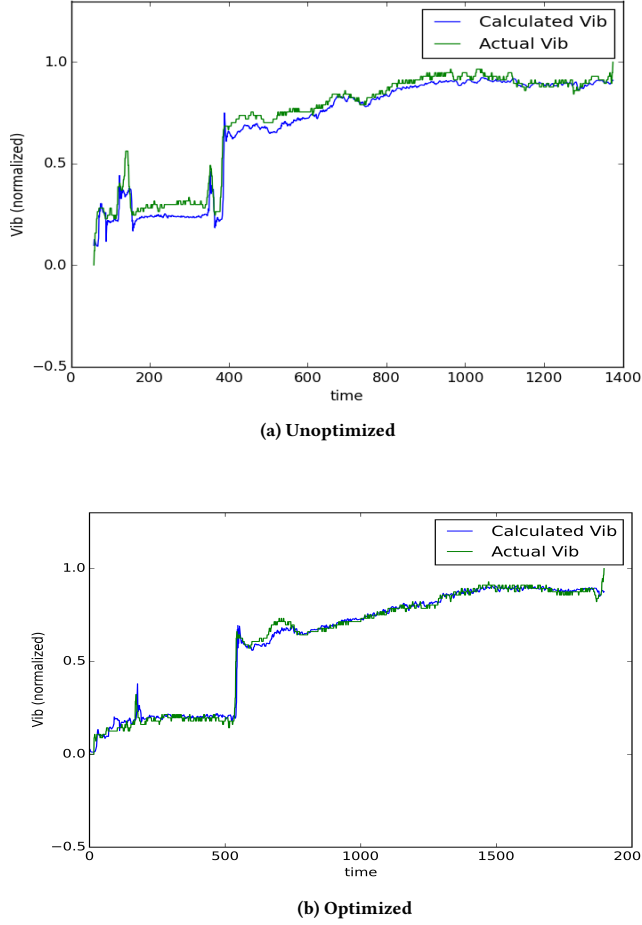 Calculated Vib
Actual Vib
1.0
0.5
0.0
−0.5
Vib (normalized)
0 200 400 600 800 1000 1200 1400
time
(a) Unoptimized
Calculated Vib
Actual Vib
1.0
0.5
0.0
−0.5
Vib (normalized)
0 500 1000 1500 200
time
(b) Optimized